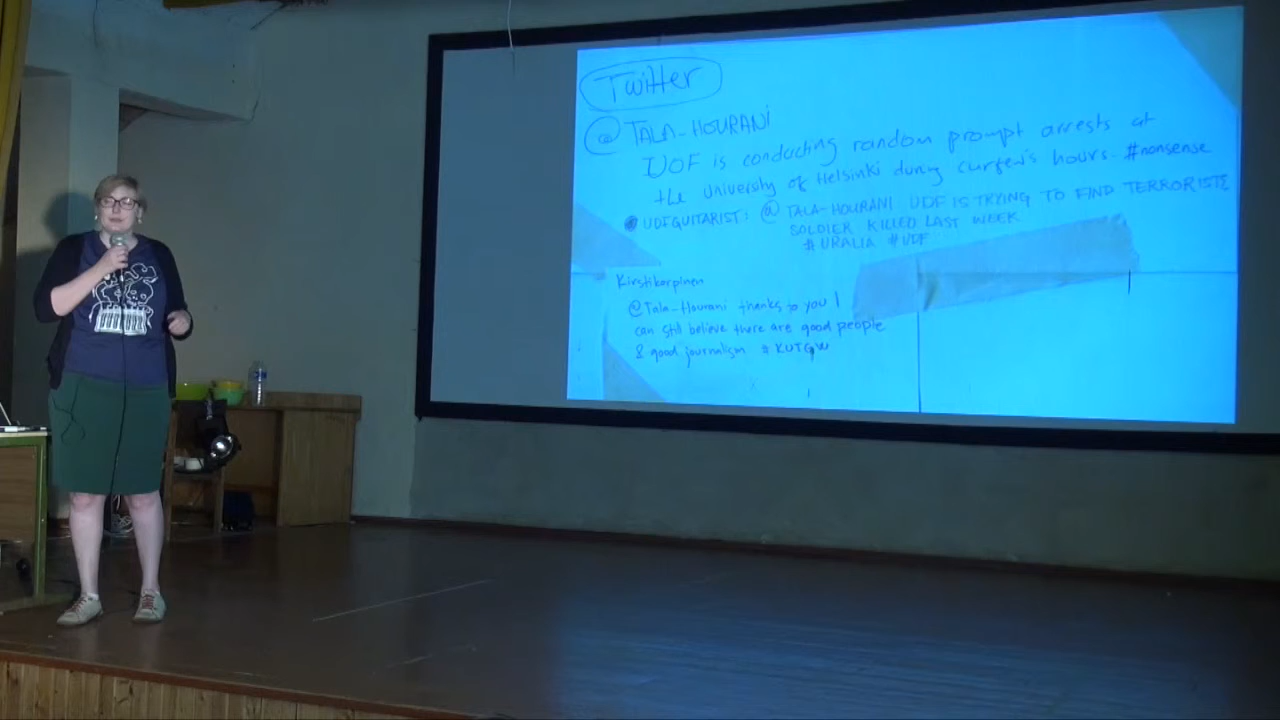 Twitter
@ TALA-HOURANI
UOF is conducting random prompt arrests at
the university of Helsinki during curfew's hours. #nonsense
UDFGUITARIST: @ TALA-HOURANI UDF IS TRYING TO FIND TERRORISTS
SOLDIER KILLED LAST WEEK
#URALIA #UDF
Kirstikarpinen
@Tala-Hourani thanks to you I
can still believe there are good people
& good journalism #KUTGW